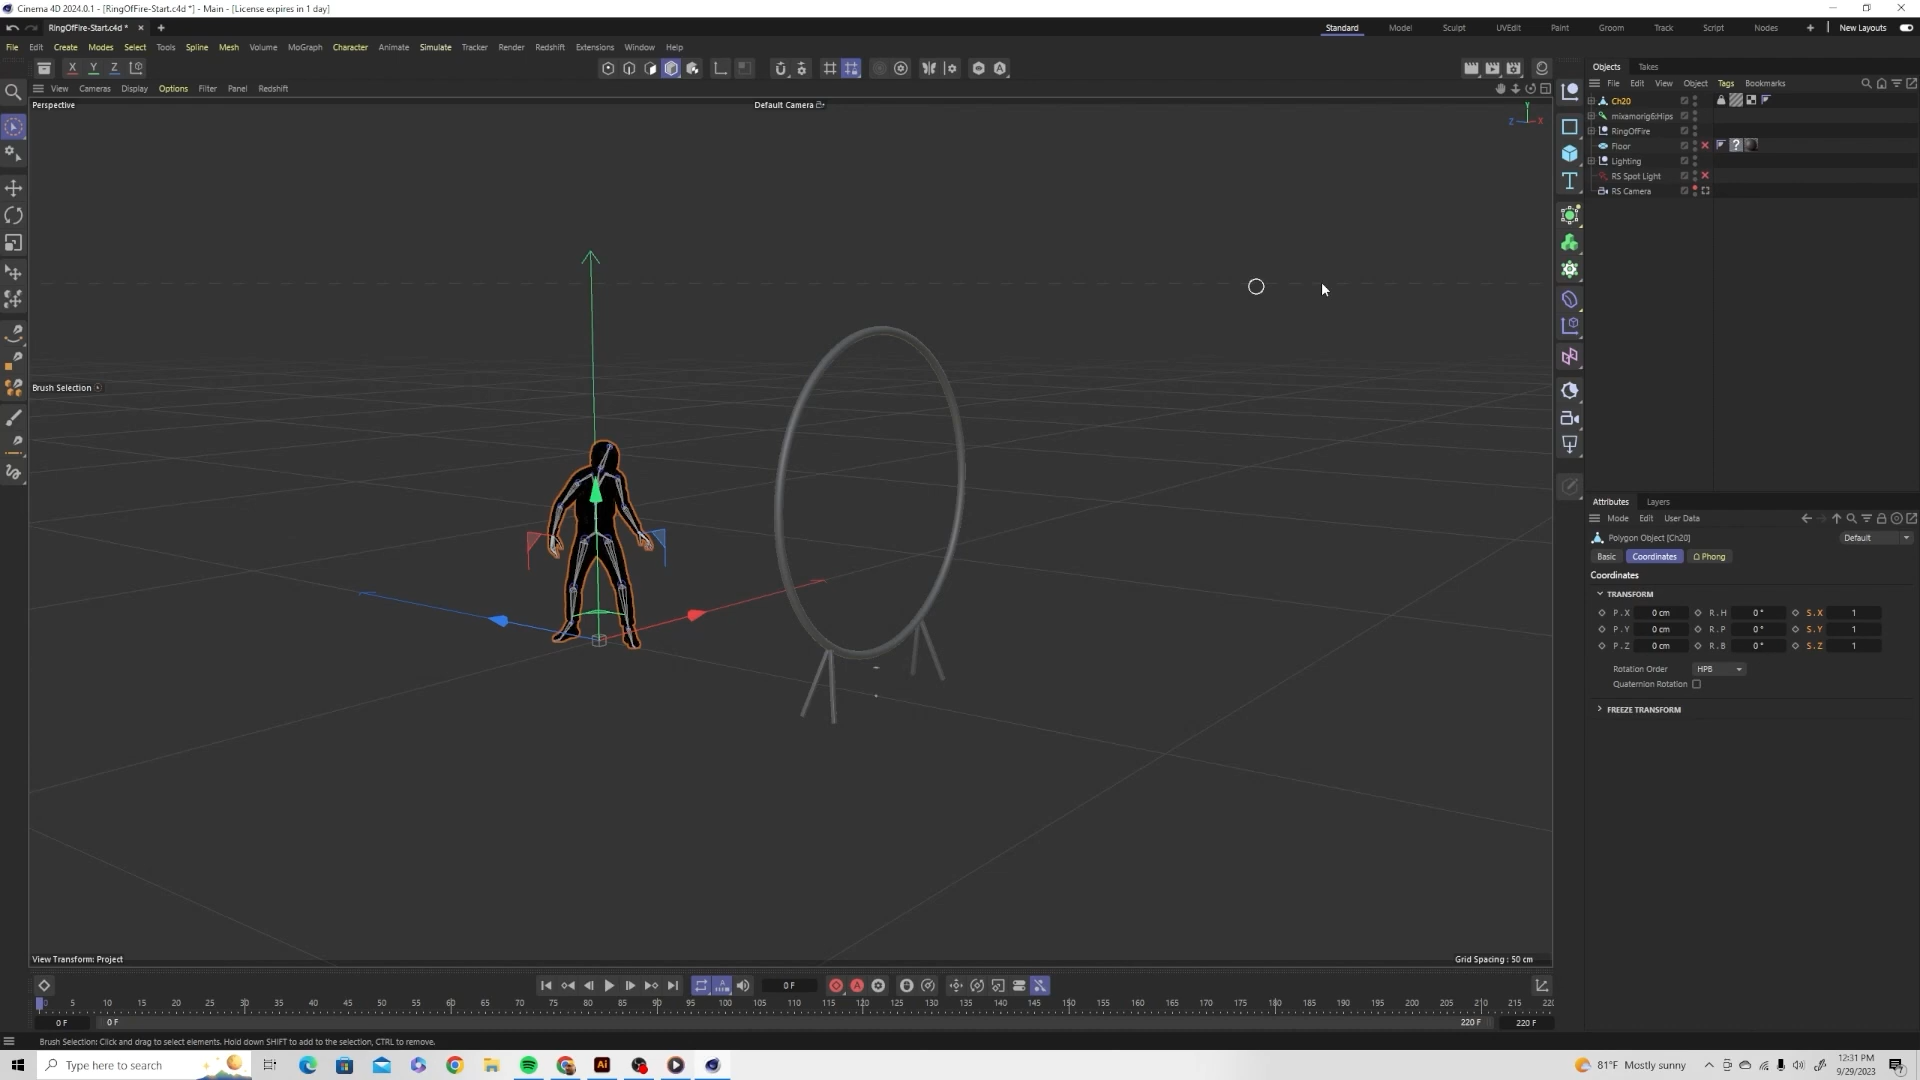 Cinema 4D 2024.0.1 - [RingOfFire-Start.c4d *] - Main - [License expires in 1 day]
RingOfFire-Start.c4d *
Standard Model Sculpt UVEdit Paint Groom Track Script Nodes New Layouts
File Edit Create Modes Select Tools Spline Mesh Volume MoGraph Character Animate Simulate Tracker Render Redshift Extensions Window Help
X Y Z
Objects Takes
View Cameras Display Options Filter Panel Redshift
File Edit View Object Tags Bookmarks
Perspective
Default Camera
Y
Z X
Ch20
mixamorig6:Hips
RingOfFire
Floor
Lighting
RS Spot Light
RS Camera
Brush Selection
Attributes Layers
Mode Edit User Data
Polygon Object [Ch20]
Default
Basic Coordinates Phong
Coordinates
TRANSFORM
P . X 0 cm R . H 0 ° S . X 1
P . Y 0 cm R . P 0 ° S . Y 1
P . Z 0 cm R . B 0 ° S . Z 1
Rotation Order HPB
Quaternion Rotation
FREEZE TRANSFORM
View Transform: Project
Grid Spacing : 50 cm
0 F
0 5 10 15 20 25 30 35 40 45 50 55 60 65 70 75 80 85 90 95 100 105 110 115 120 125 130 135 140 145 150 155 160 165 170 175 180 185 190 195 200 205 210 215 220
0 F 0 F 220 F 220 F
Brush Selection: Click and drag to select elements. Hold down SHIFT to add to the selection, CTRL to remove.
Type here to search
Ai
81°F Mostly sunny
12:31 PM
9/29/2023